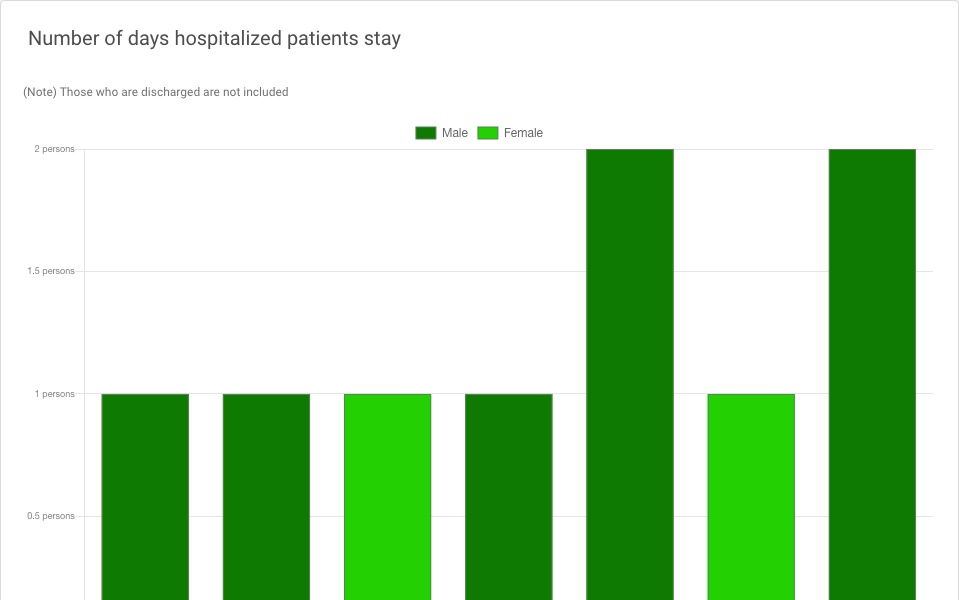 Number of days hospitalized patients stay
(Note) Those who are discharged are not included
Male Female
2 persons
1.5 persons
1 persons
0.5 persons